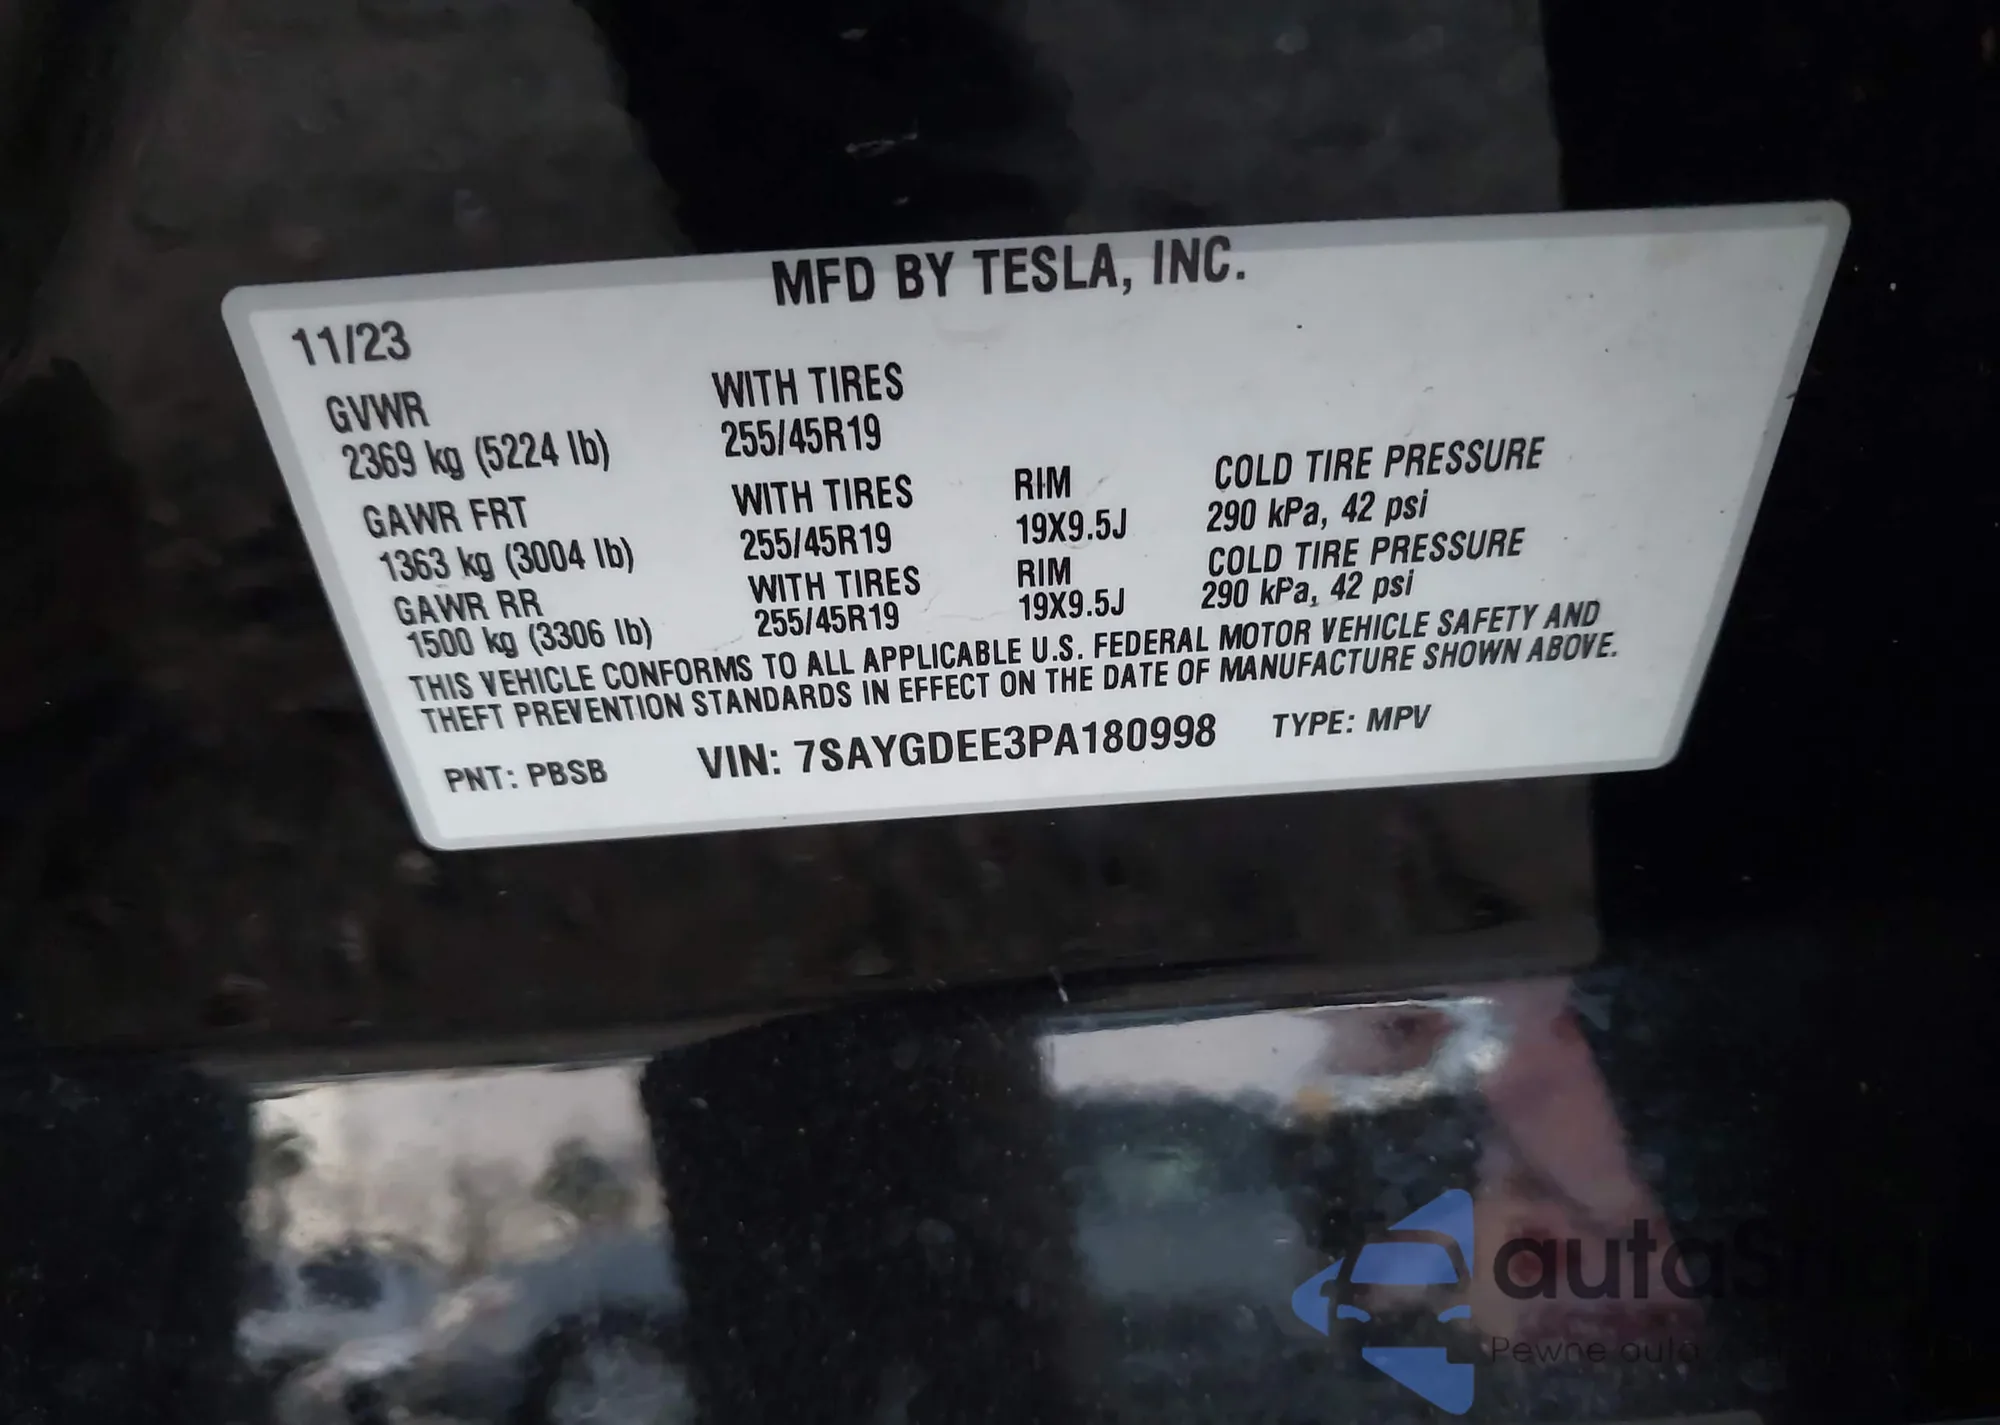 MFD BY TESLA, INC.
11/23
GVWR WITH TIRES
2369 kg (5224 lb) 255/45R19
GAWR FRT WITH TIRES RIM COLD TIRE PRESSURE
1363 kg (3004 lb) 255/45R19 19X9.5J 290 kPa, 42 psi
GAWR RR WITH TIRES RIM COLD TIRE PRESSURE
1500 kg (3306 lb) 255/45R19 19X9.5J 290 kPa, 42 psi
THIS VEHICLE CONFORMS TO ALL APPLICABLE U.S. FEDERAL MOTOR VEHICLE SAFETY AND
THEFT PREVENTION STANDARDS IN EFFECT ON THE DATE OF MANUFACTURE SHOWN ABOVE.
PNT: PBSB VIN: 7SAYGDEE3PA180998 TYPE: MPV
Pewne auta